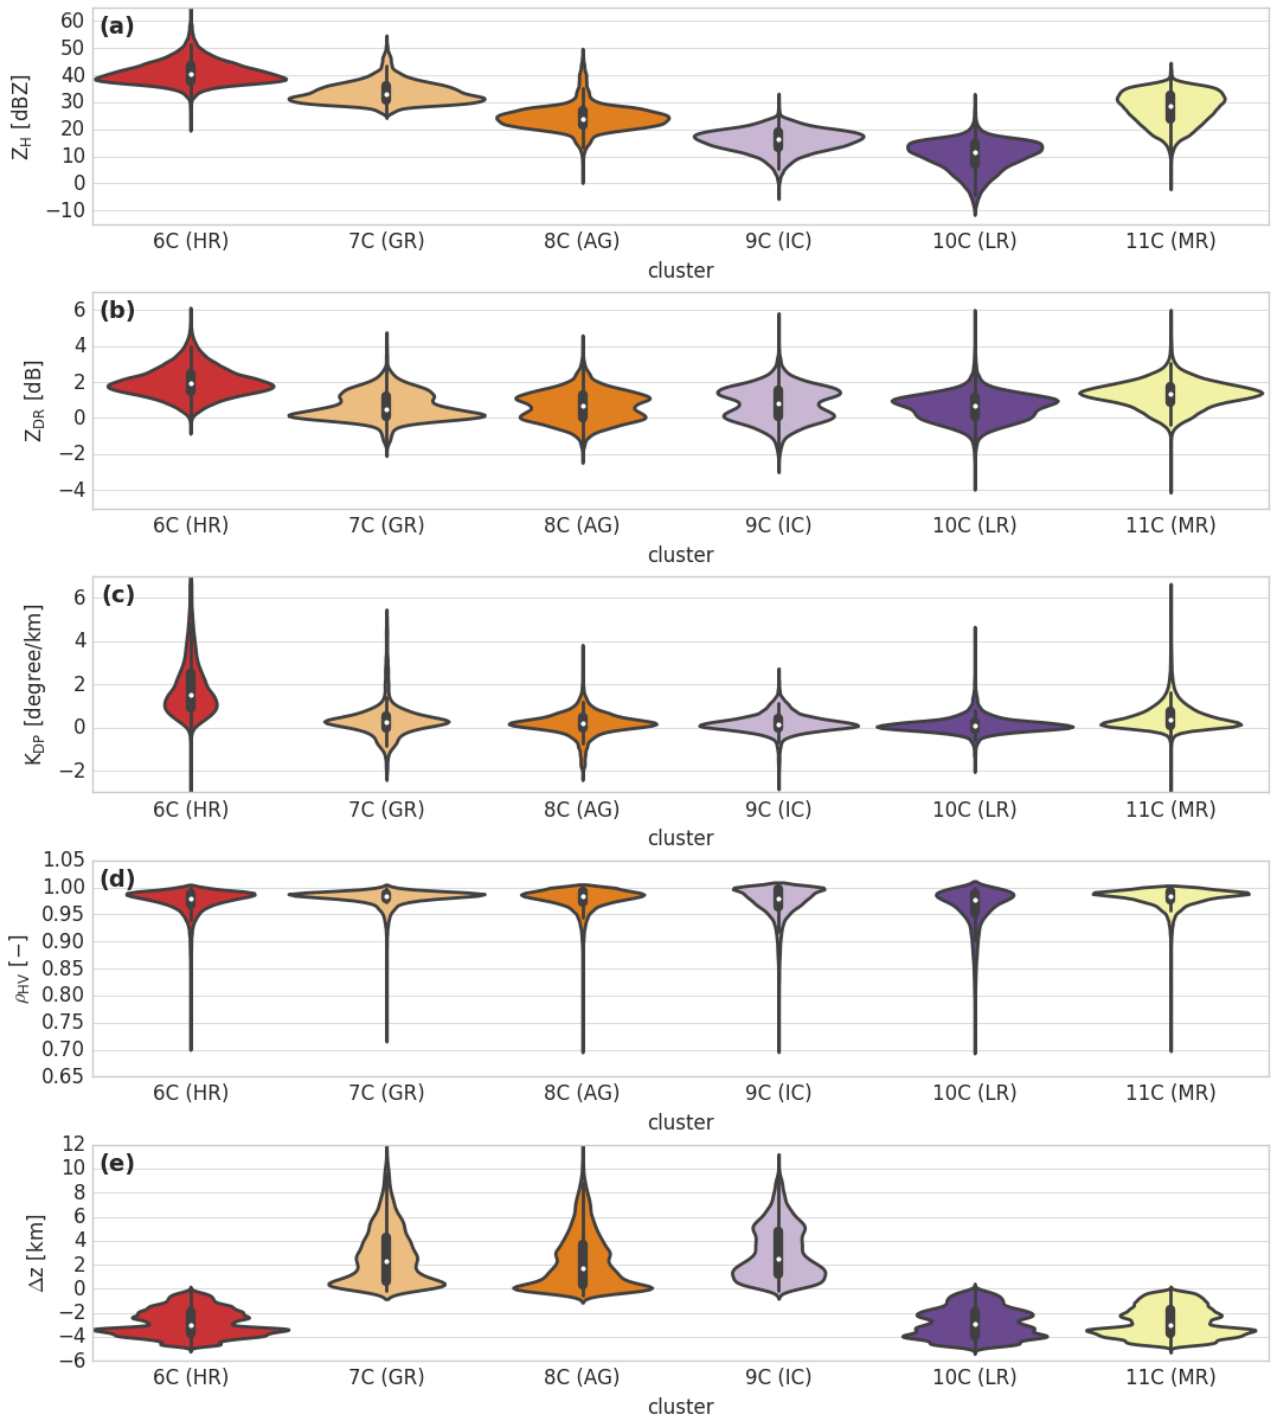 (a)
Z_H [dBZ]
60
50
40
30
20
10
0
−10
6C (HR) 7C (GR) 8C (AG) 9C (IC) 10C (LR) 11C (MR)
cluster
(b)
Z_DR [dB]
6
4
2
0
−2
−4
6C (HR) 7C (GR) 8C (AG) 9C (IC) 10C (LR) 11C (MR)
cluster
(c)
K_DP [degree/km]
6
4
2
0
−2
6C (HR) 7C (GR) 8C (AG) 9C (IC) 10C (LR) 11C (MR)
cluster
(d)
ρ_HV [−]
1.05
1.00
0.95
0.90
0.85
0.80
0.75
0.70
0.65
6C (HR) 7C (GR) 8C (AG) 9C (IC) 10C (LR) 11C (MR)
cluster
(e)
Δz [km]
12
10
8
6
4
2
0
−2
−4
−6
6C (HR) 7C (GR) 8C (AG) 9C (IC) 10C (LR) 11C (MR)
cluster